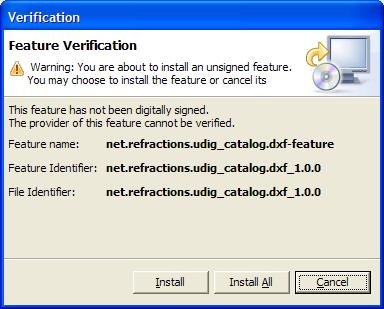 Verification
Feature Verification
Warning: You are about to install an unsigned feature.
You may choose to install the feature or cancel its
This feature has not been digitally signed.
The provider of this feature cannot be verified.
Feature name: net.refractions.udig_catalog.dxf-feature
Feature Identifier: net.refractions.udig_catalog.dxf_1.0.0
File Identifier: net.refractions.udig_catalog.dxf_1.0.0
Install Install All Cancel